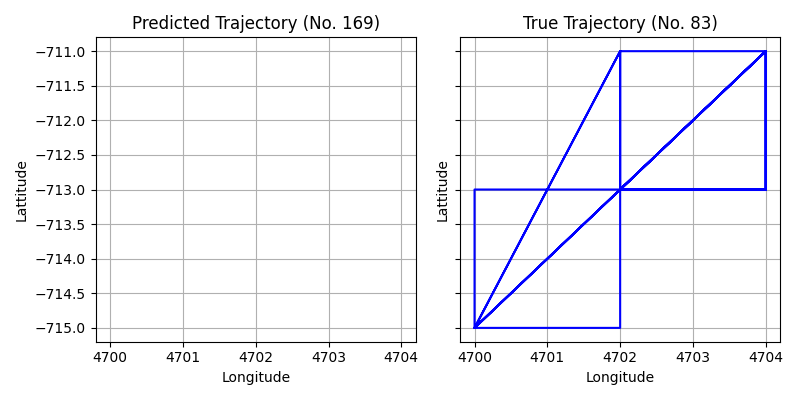 Predicted Trajectory (No. 169)
True Trajectory (No. 83)
−711.0
−711.5
−712.0
−712.5
−713.0
−713.5
−714.0
−714.5
−715.0
Lattitude
Lattitude
4700 4701 4702 4703 4704
4700 4701 4702 4703 4704
Longitude
Longitude